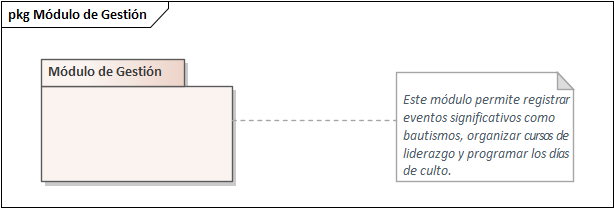 pkg Módulo de Gestión
Módulo de Gestión
Este módulo permite registrar
eventos significativos como
bautismos, organizar cursos de
liderazgo y programar los días
de culto.